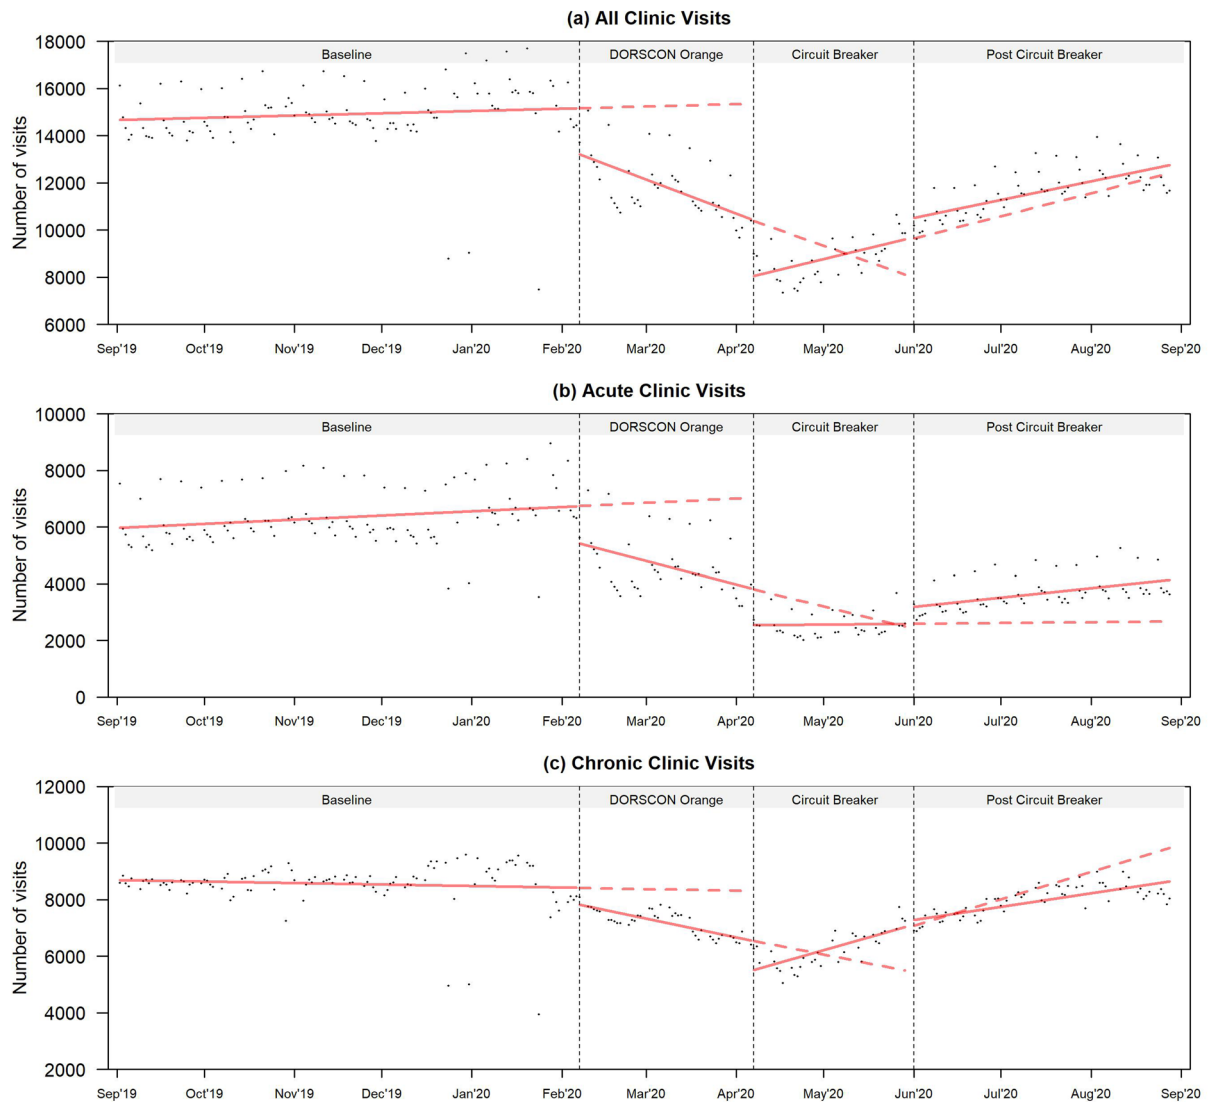 (a) All Clinic Visits
Number of visits
18000
16000
14000
12000
10000
8000
6000
Baseline DORSCON Orange Circuit Breaker Post Circuit Breaker
Sep'19 Oct'19 Nov'19 Dec'19 Jan'20 Feb'20 Mar'20 Apr'20 May'20 Jun'20 Jul'20 Aug'20 Sep'20
(b) Acute Clinic Visits
Number of visits
10000
8000
6000
4000
2000
0
Baseline DORSCON Orange Circuit Breaker Post Circuit Breaker
Sep'19 Oct'19 Nov'19 Dec'19 Jan'20 Feb'20 Mar'20 Apr'20 May'20 Jun'20 Jul'20 Aug'20 Sep'20
(c) Chronic Clinic Visits
Number of visits
12000
10000
8000
6000
4000
2000
Baseline DORSCON Orange Circuit Breaker Post Circuit Breaker
Sep'19 Oct'19 Nov'19 Dec'19 Jan'20 Feb'20 Mar'20 Apr'20 May'20 Jun'20 Jul'20 Aug'20 Sep'20